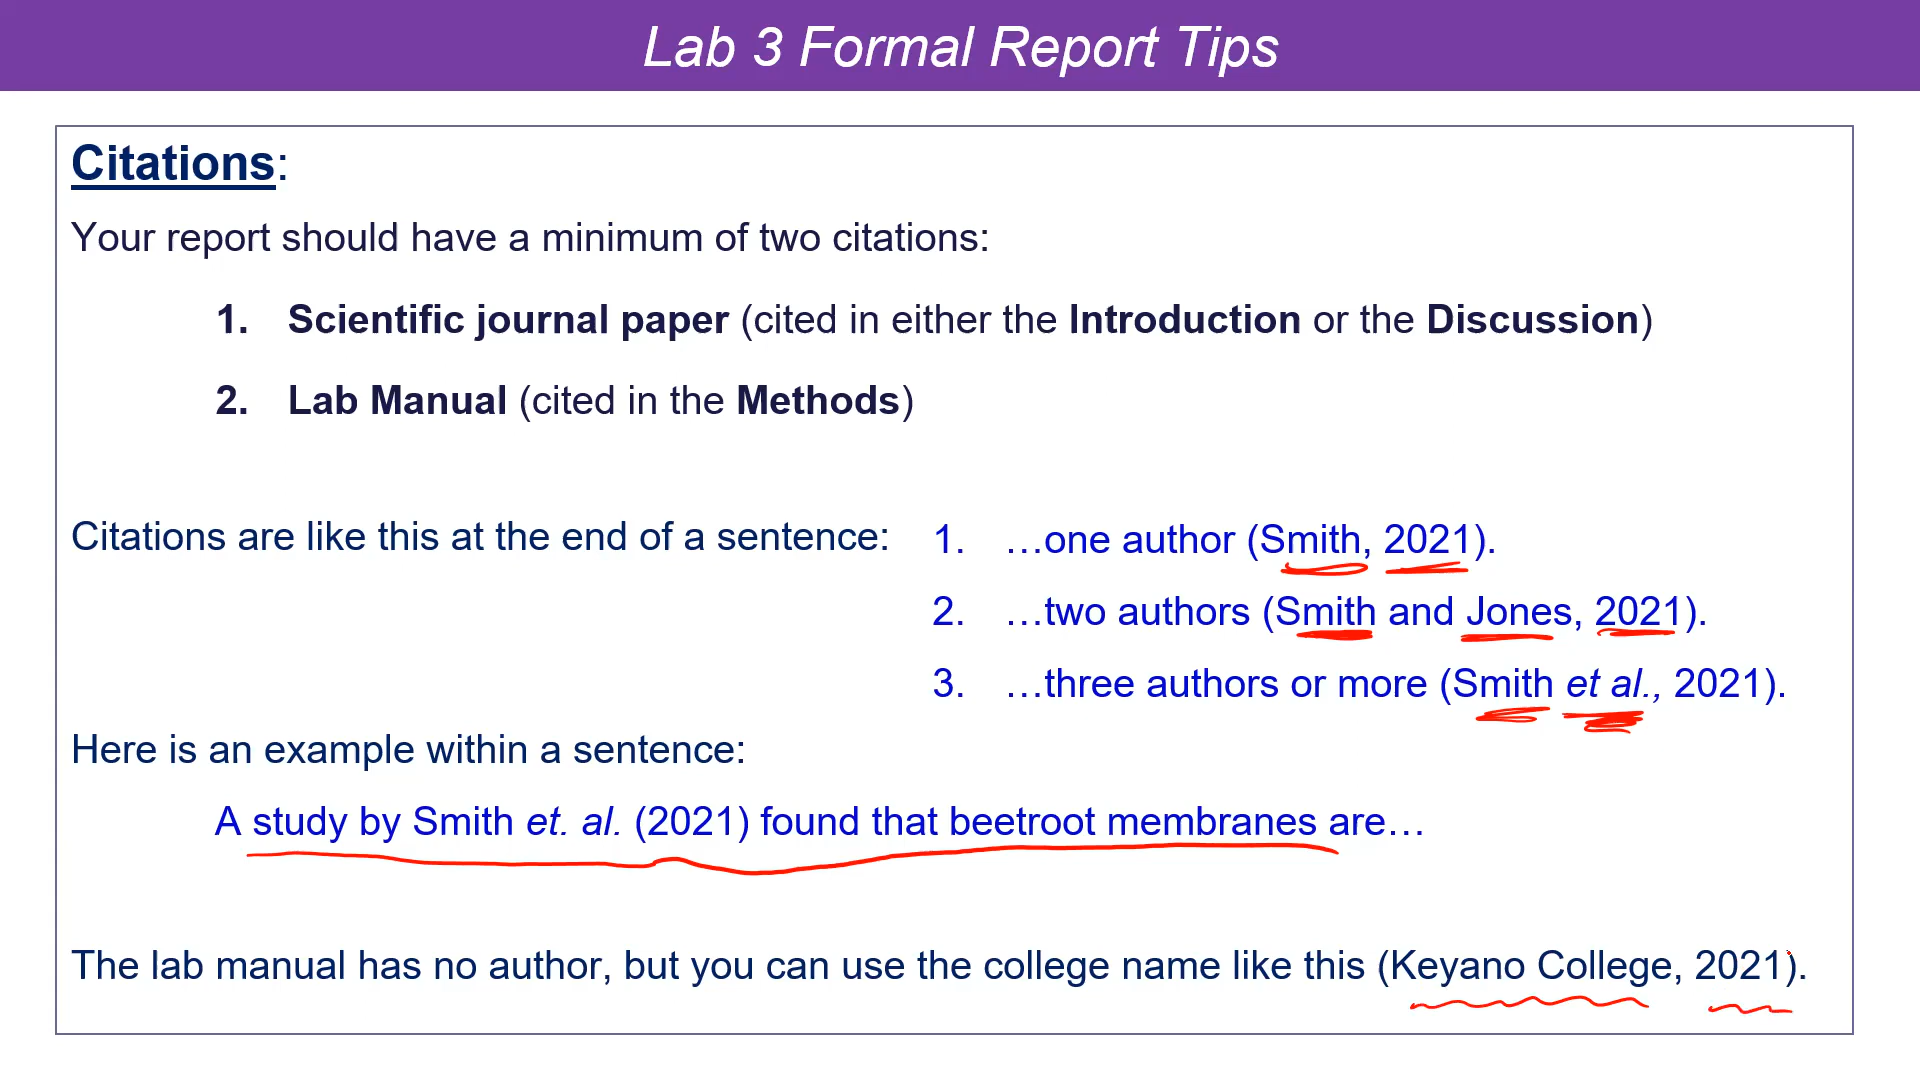 Lab 3 Formal Report Tips
Citations:
Your report should have a minimum of two citations:
1. Scientific journal paper (cited in either the Introduction or the Discussion)
2. Lab Manual (cited in the Methods)
Citations are like this at the end of a sentence: 1. …one author (Smith, 2021).
2. …two authors (Smith and Jones, 2021).
3. …three authors or more (Smith et al., 2021).
Here is an example within a sentence:
A study by Smith et. al. (2021) found that beetroot membranes are…
The lab manual has no author, but you can use the college name like this (Keyano College, 2021).